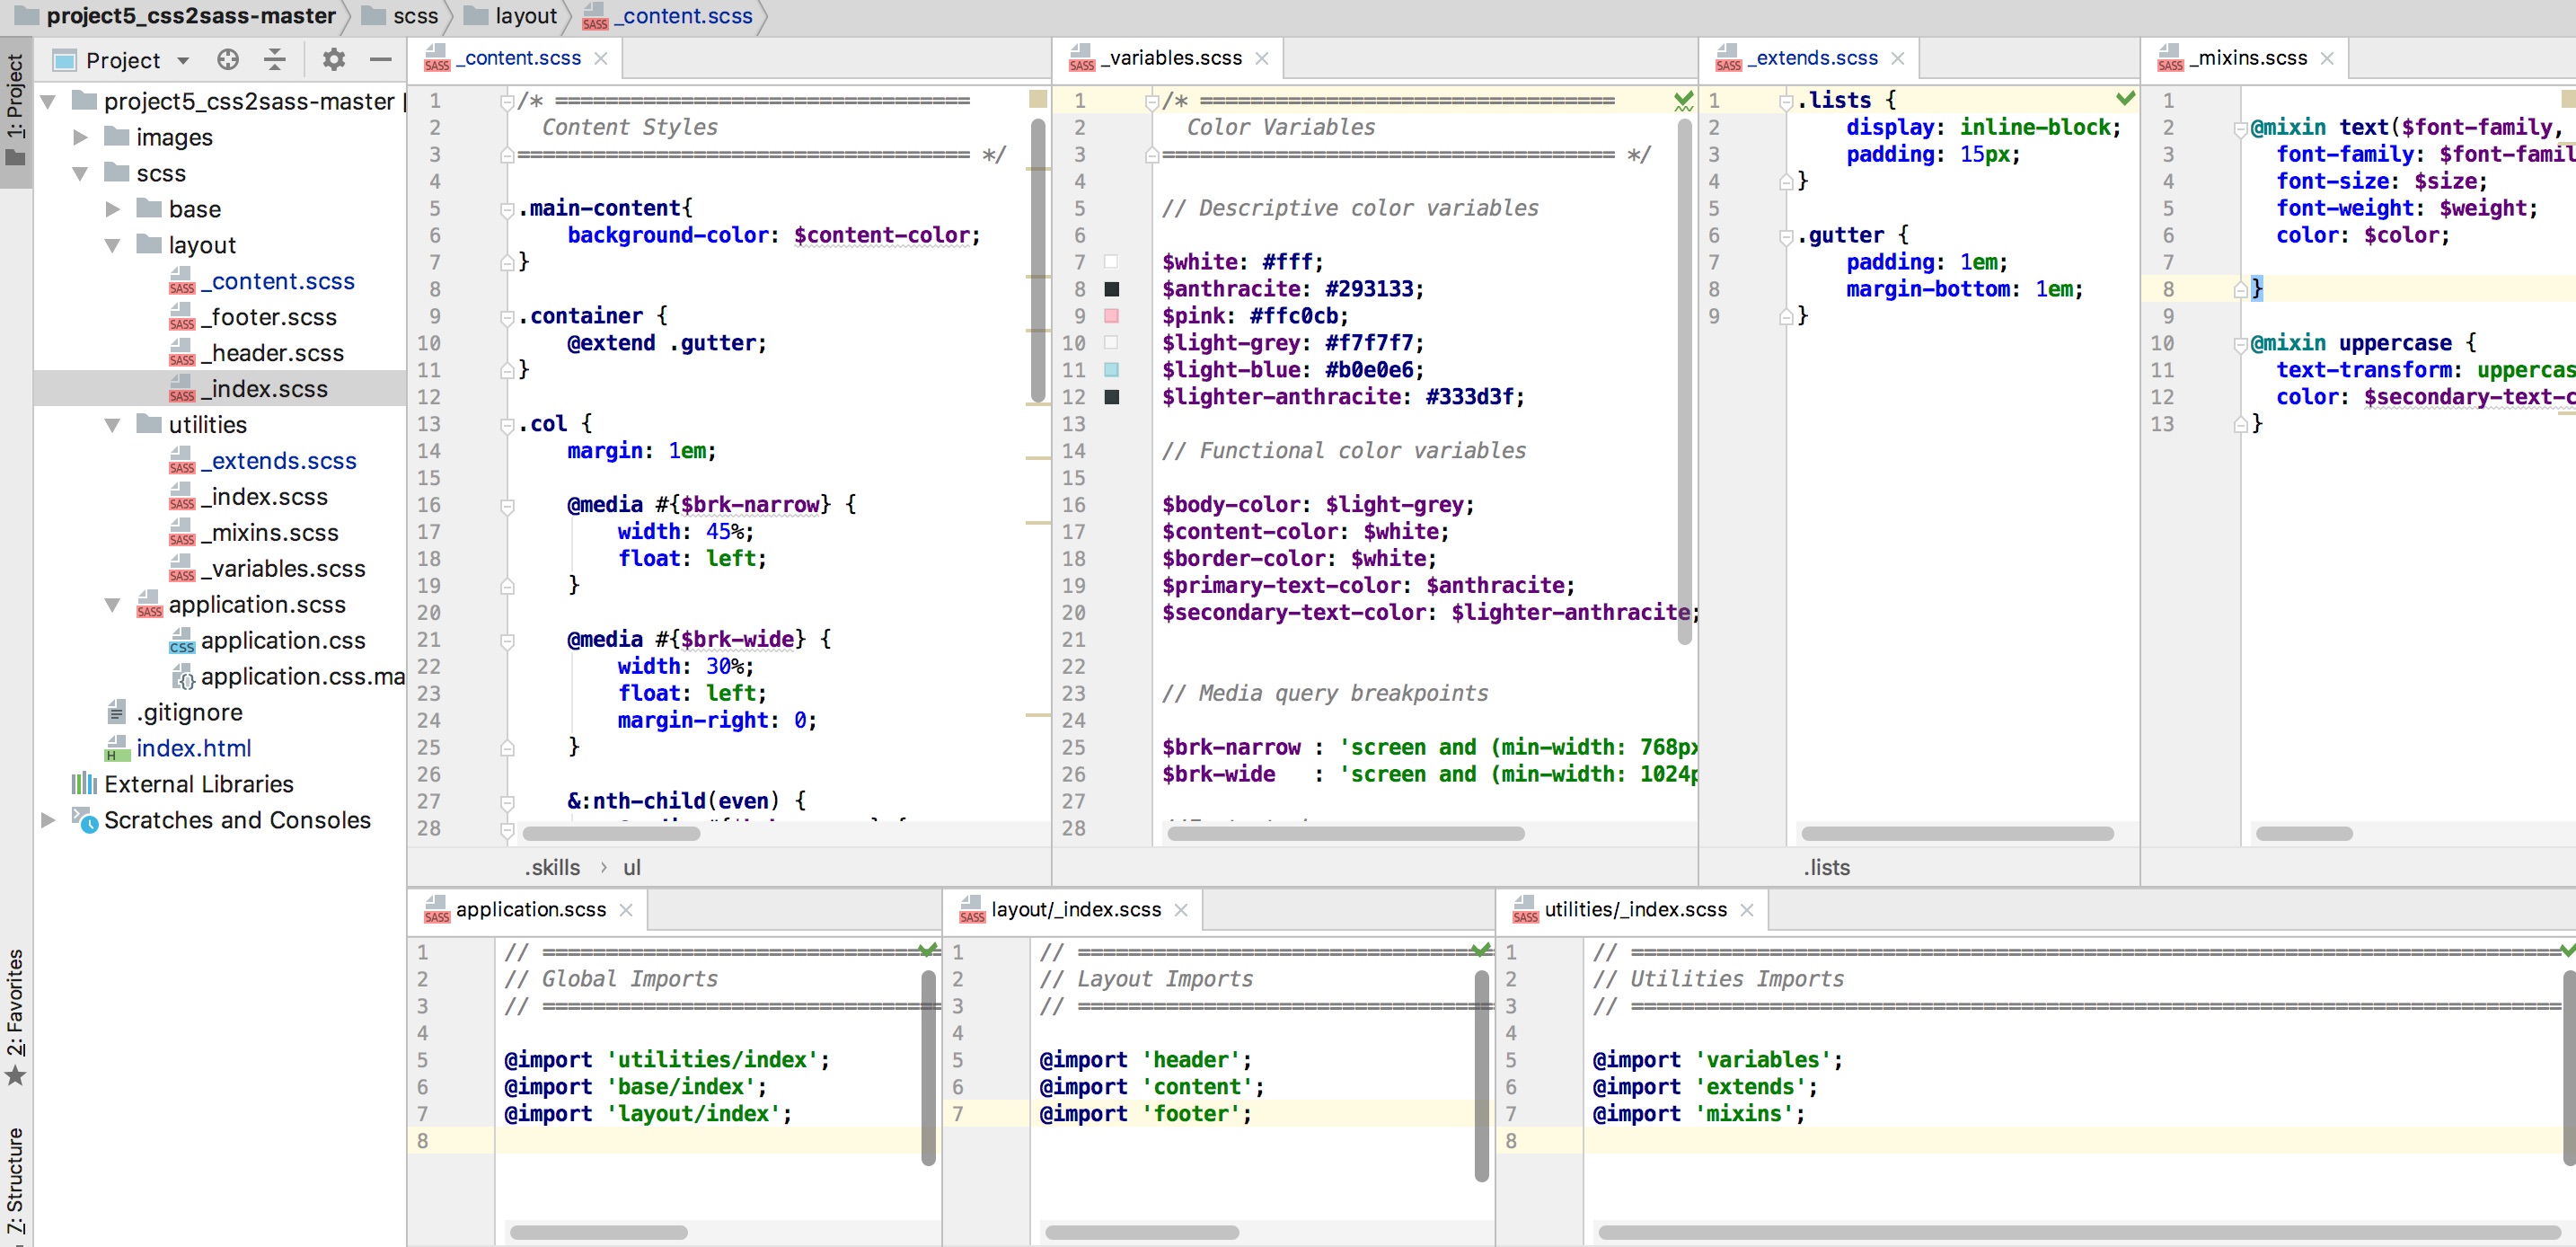 project5_css2sass-master scss layout _content.scss
1: Project
2: Favorites
7: Structure
Project
project5_css2sass-master
images
scss
base
layout
_content.scss
_footer.scss
_header.scss
_index.scss
utilities
_extends.scss
_index.scss
_mixins.scss
_variables.scss
application.scss
application.css
application.css.ma
.gitignore
index.html
External Libraries
Scratches and Consoles
_content.scss
1 /* =================================
2 Content Styles
3 ==================================== */
4
5 .main-content{
6 background-color: $content-color;
7 }
8
9 .container {
10 @extend .gutter;
11 }
12
13 .col {
14 margin: 1em;
15
16 @media #{$brk-narrow} {
17 width: 45%;
18 float: left;
19 }
20
21 @media #{$brk-wide} {
22 width: 30%;
23 float: left;
24 margin-right: 0;
25 }
26
27 &:nth-child(even) {
28
.skills › ul
_variables.scss
1 /* =================================
2 Color Variables
3 ==================================== */
4
5 // Descriptive color variables
6
7 $white: #fff;
8 $anthracite: #293133;
9 $pink: #ffc0cb;
10 $light-grey: #f7f7f7;
11 $light-blue: #b0e0e6;
12 $lighter-anthracite: #333d3f;
13
14 // Functional color variables
15
16 $body-color: $light-grey;
17 $content-color: $white;
18 $border-color: $white;
19 $primary-text-color: $anthracite;
20 $secondary-text-color: $lighter-anthracite;
21
22
23 // Media query breakpoints
24
25 $brk-narrow : 'screen and (min-width: 768px
26 $brk-wide : 'screen and (min-width: 1024p
27
28
_extends.scss
1 .lists {
2 display: inline-block;
3 padding: 15px;
4 }
5
6 .gutter {
7 padding: 1em;
8 margin-bottom: 1em;
9 }
.lists
_mixins.scss
1
2 @mixin text($font-family,
3 font-family: $font-famil
4 font-size: $size;
5 font-weight: $weight;
6 color: $color;
7
8 }
9
10 @mixin uppercase {
11 text-transform: uppercas
12 color: $secondary-text-c
13 }
application.scss
1 // ================================
2 // Global Imports
3 // ================================
4
5 @import 'utilities/index';
6 @import 'base/index';
7 @import 'layout/index';
8
layout/_index.scss
1 // =================================
2 // Layout Imports
3 // =================================
4
5 @import 'header';
6 @import 'content';
7 @import 'footer';
utilities/_index.scss
1 // ==========================================================================
2 // Utilities Imports
3 // ==========================================================================
4
5 @import 'variables';
6 @import 'extends';
7 @import 'mixins';
8